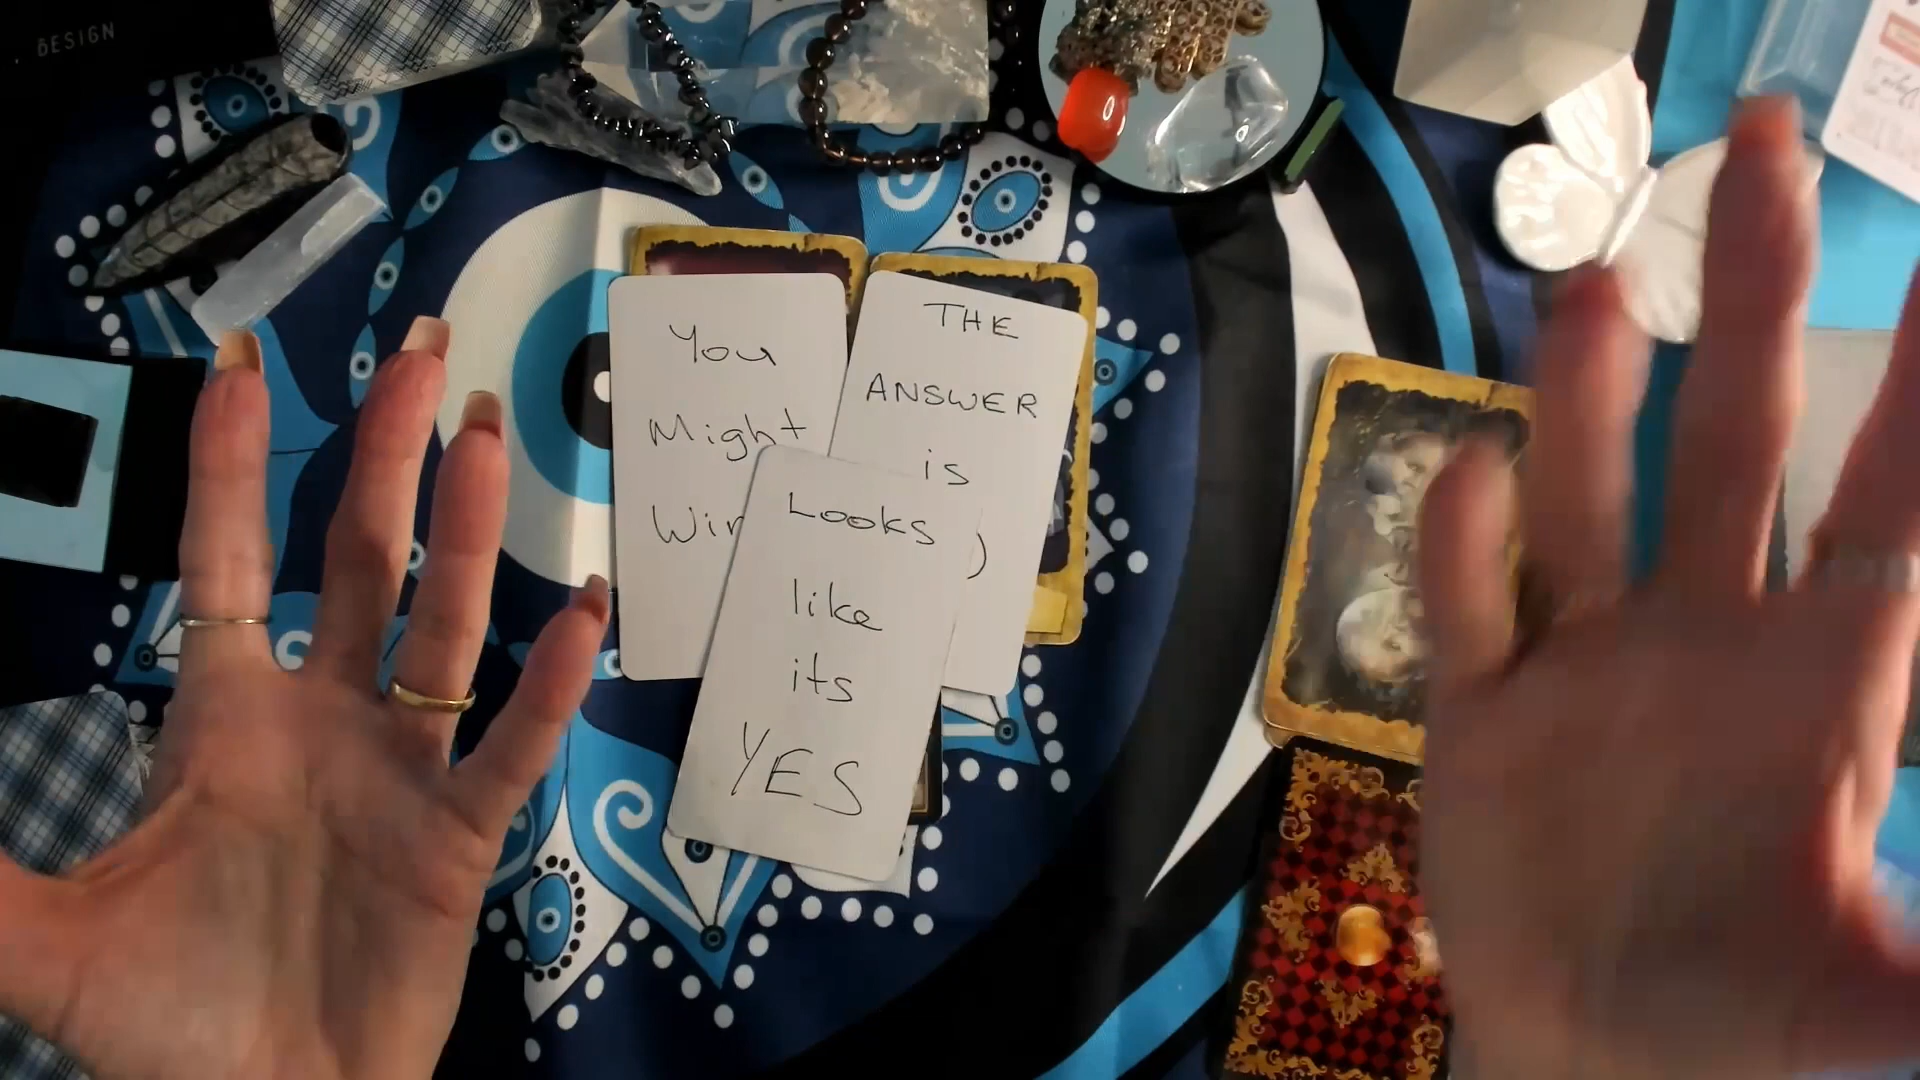 DESIGN
You
Might
THE
ANSWER
is
)
Looks
like
its
YES